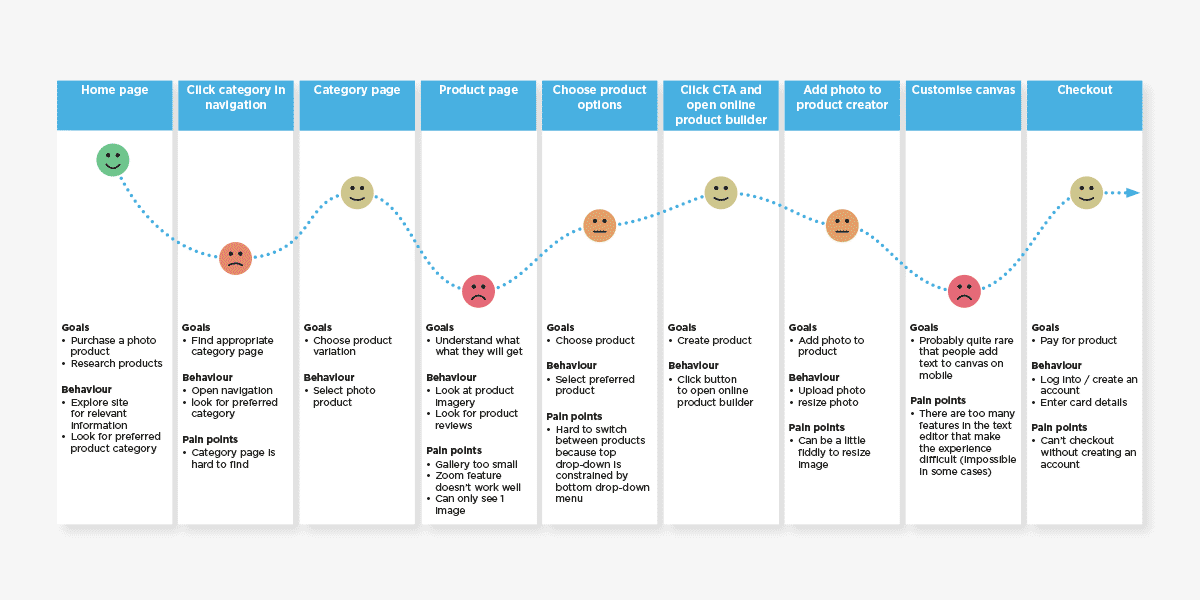 Home page
Goals
• Purchase a photo
product
• Research products
Behaviour
• Explore site
for relevant
information
• Look for preferred
product category
Click category in
navigation
Goals
• Find appropriate
category page
Behaviour
• Open navigation
• look for preferred
category
Pain points
• Category page is
hard to find
Category page
Goals
• Choose product
variation
Behaviour
• Select photo
product
Product page
Goals
• Understand what
what they will get
Behaviour
• Look at product
imagery
• Look for product
reviews
Pain points
• Gallery too small
• Zoom feature
doesn't work well
• Can only see 1
image
Choose product
options
Goals
• Choose product
Behaviour
• Select preferred
product
Pain points
• Hard to switch
between products
because top
drop-down is
constrained by
bottom drop-down
menu
Click CTA and
open online
product builder
Goals
• Create product
Behaviour
• Click button
to open online
product builder
Add photo to
product creator
Goals
• Add photo to
product
Behaviour
• Upload photo
• resize photo
Pain points
• Can be a little
fiddly to resize
image
Customise canvas
Goals
• Probably quite rare
that people add
text to canvas on
mobile
Pain points
• There are too many
features in the text
editor that make
the experience
difficult (impossible
in some cases)
Checkout
Goals
• Pay for product
Behaviour
• Log into / create an
account
• Enter card details
Pain points
• Can't checkout
without creating an
account